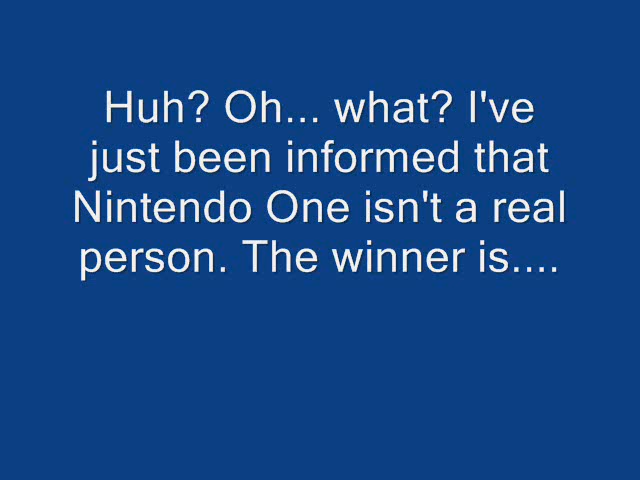 Huh? Oh... what? I've
just been informed that
Nintendo One isn't a real
person. The winner is....